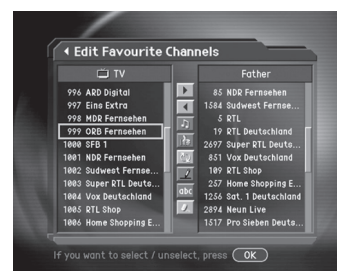 Edit Favourite Channels
TV
996 ARD Digital
997 Eins Extra
998 MDR Fernsehen
999 ORB Fernsehen
1000 SFB 1
1001 NDR Fernsehen
1002 Sudwest Fernse...
1003 Super RTL Deuts...
1004 Vox Deutschland
1005 RTL Shop
1006 Home Shopping E...
abc
Father
85 NDR Fernsehen
1584 Sudwest Fernse...
5 RTL
19 RTL Deutschland
2697 Super RTL Deuts...
851 Vox Deutschland
109 RTL Shop
257 Home Shopping E...
1256 Sat. 1 Deutschland
2894 Neun Live
1517 Pro Sieben Deuts...
If you want to select / unselect, press OK